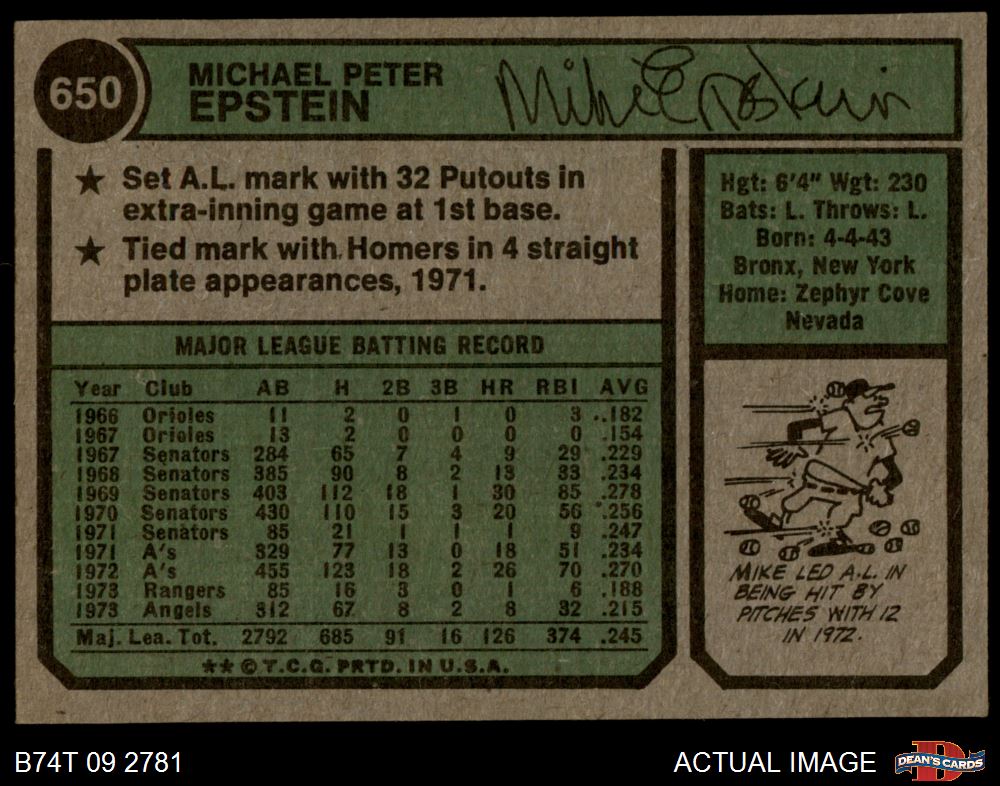 650
MICHAEL PETER
EPSTEIN
Mike Epstein
★ Set A.L. mark with 32 Putouts in
extra-inning game at 1st base.
★ Tied mark with Homers in 4 straight
plate appearances, 1971.
Hgt: 6'4" Wgt: 230
Bats: L. Throws: L.
Born: 4-4-43
Bronx, New York
Home: Zephyr Cove
Nevada
MAJOR LEAGUE BATTING RECORD
Year Club AB H 2B 3B HR RBI AVG
1966 Orioles 11 2 0 1 0 3 .182
1967 Orioles 13 2 0 0 0 0 .154
1967 Senators 284 65 7 4 9 29 .229
1968 Senators 385 90 8 2 13 33 .234
1969 Senators 403 112 18 1 30 85 .278
1970 Senators 430 110 15 3 20 56 .256
1971 Senators 85 21 1 1 1 9 .247
1971 A's 329 77 13 0 18 51 .234
1972 A's 455 123 18 2 26 70 .270
1973 Rangers 85 16 3 0 1 6 .188
1973 Angels 312 67 8 2 8 32 .215
Maj. Lea. Tot. 2792 685 91 16 126 374 .245
★★ © T.C.G. PRTD. IN U.S.A.
MIKE LED A.L. IN
BEING HIT BY
PITCHES WITH 12
IN 1972.
B74T 09 2781
ACTUAL IMAGE
DEAN'S CARDS